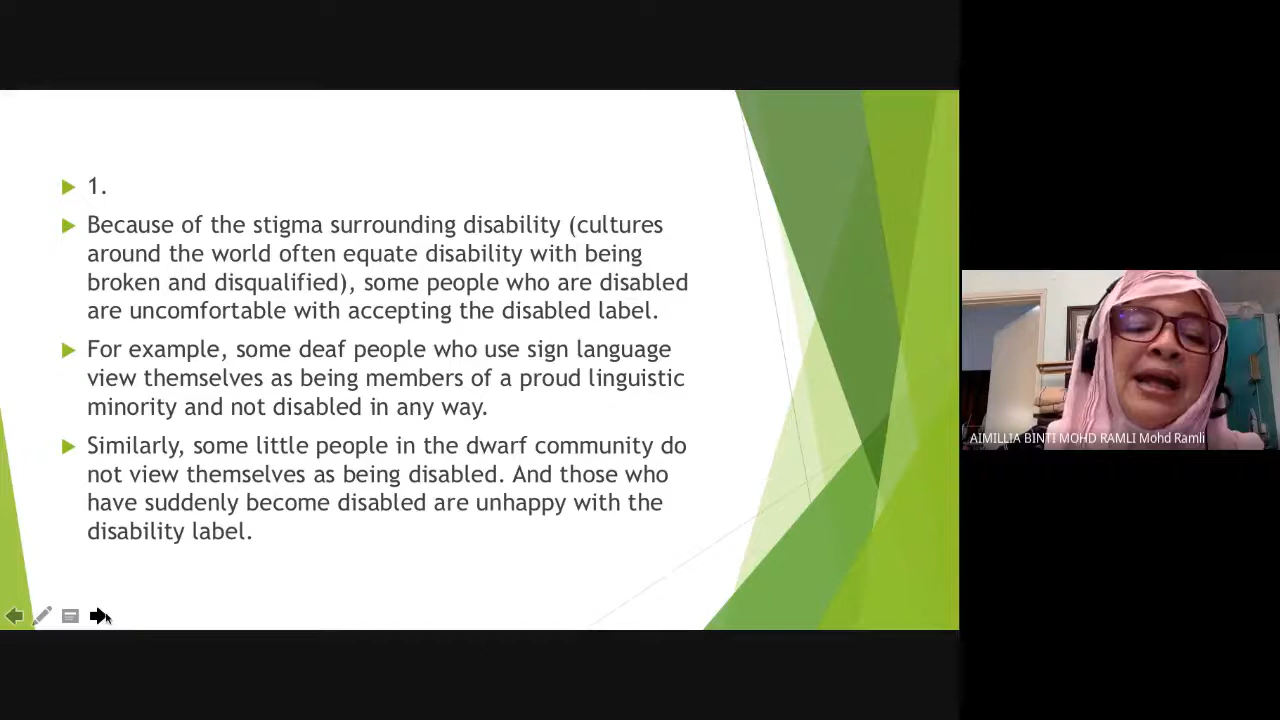 1.
Because of the stigma surrounding disability (cultures
around the world often equate disability with being
broken and disqualified), some people who are disabled
are uncomfortable with accepting the disabled label.
For example, some deaf people who use sign language
view themselves as being members of a proud linguistic
minority and not disabled in any way.
Similarly, some little people in the dwarf community do
not view themselves as being disabled. And those who
have suddenly become disabled are unhappy with the
disability label.
AIMILLIA BINTI MOHD RAMLI Mohd Ramli